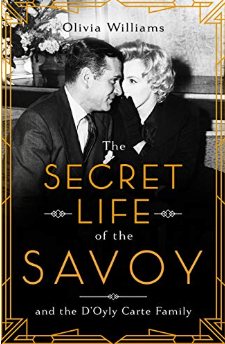 Olivia Williams
The
SECRET
LIFE
of the
SAVOY
and the D'Oyly Carte Family